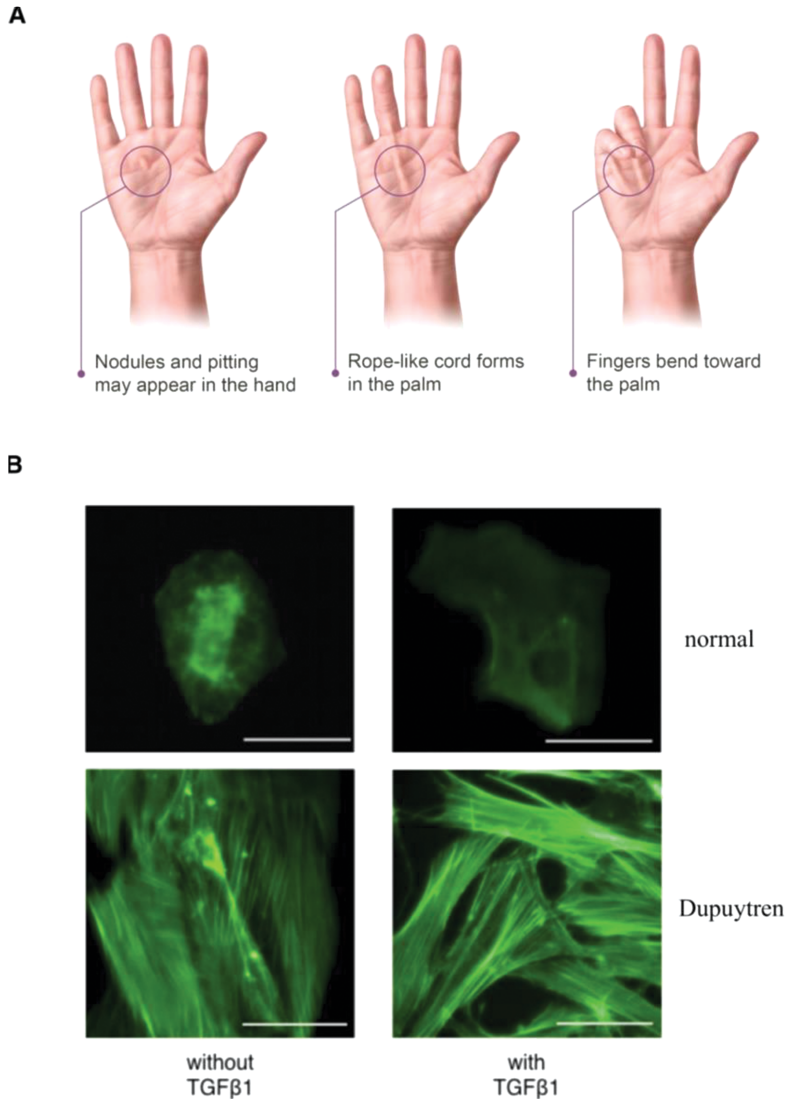 A
Nodules and pitting
may appear in the hand
Rope-like cord forms
in the palm
Fingers bend toward
the palm
B
normal
Dupuytren
without
TGFβ1
with
TGFβ1